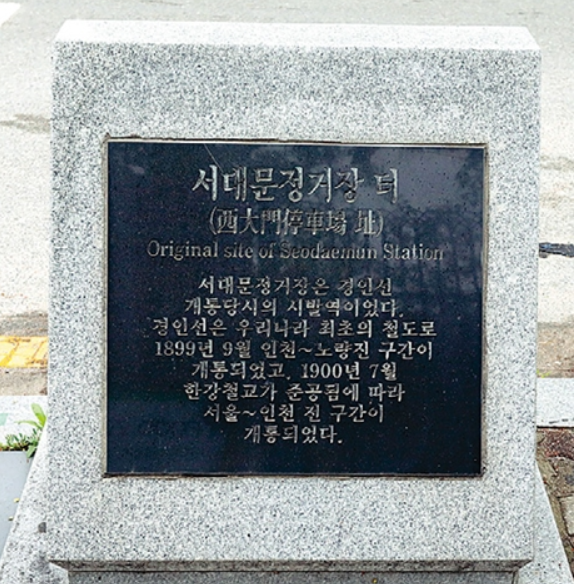 서대문정거장 터
(西大門停車場 址)
Original site of Seodaemun Station
서대문정거장은 경인선
개통당시의 시발역이었다.
경인선은 우리나라 최초의 철도로
1899년 9월 인천~노량진 구간이
개통되었고, 1900년 7월
한강철교가 준공됨에 따라
서울~인천 전 구간이
개통되었다.